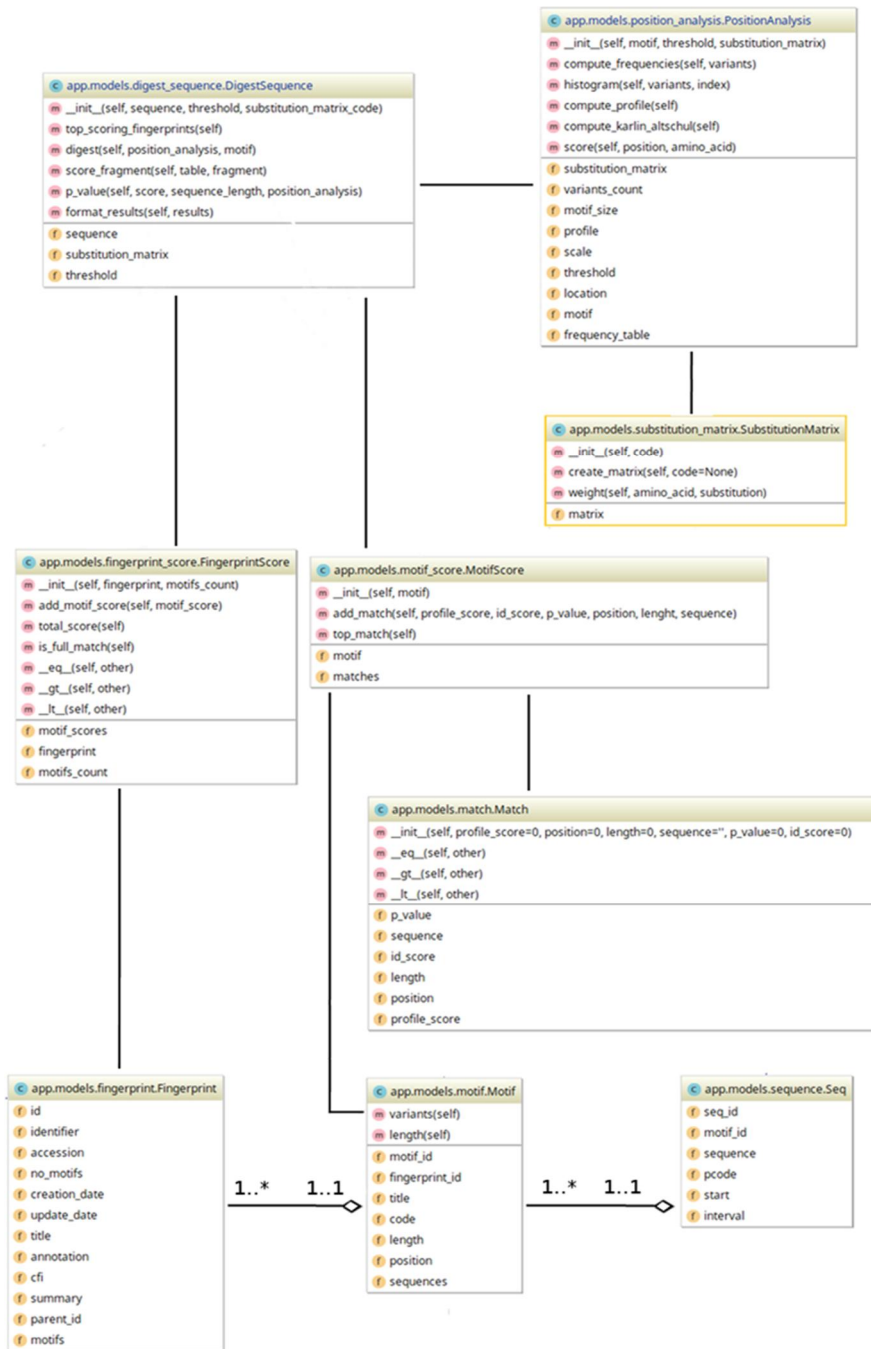 app.models.position_analysis.PositionAnalysis
__init__(self, motif, threshold, substitution_matrix)
compute_frequencies(self, variants)
histogram(self, variants, index)
compute_profile(self)
compute_karlin_altschul(self)
score(self, position, amino_acid)
substitution_matrix
variants_count
motif_size
profile
scale
threshold
location
motif
frequency_table
app.models.digest_sequence.DigestSequence
__init__(self, sequence, threshold, substitution_matrix_code)
top_scoring_fingerprints(self)
digest(self, position_analysis, motif)
score_fragment(self, table, fragment)
p_value(self, score, sequence_length, position_analysis)
format_results(self, results)
sequence
substitution_matrix
threshold
app.models.substitution_matrix.SubstitutionMatrix
__init__(self, code)
create_matrix(self, code=None)
weight(self, amino_acid, substitution)
matrix
app.models.fingerprint_score.FingerprintScore
__init__(self, fingerprint, motifs_count)
add_motif_score(self, motif_score)
total_score(self)
is_full_match(self)
__eq__(self, other)
__gt__(self, other)
__lt__(self, other)
motif_scores
fingerprint
motifs_count
app.models.motif_score.MotifScore
__init__(self, motif)
add_match(self, profile_score, id_score, p_value, position, lenght, sequence)
top_match(self)
motif
matches
app.models.match.Match
__init__(self, profile_score=0, position=0, length=0, sequence='', p_value=0, id_score=0)
__eq__(self, other)
__gt__(self, other)
__lt__(self, other)
p_value
sequence
id_score
length
position
profile_score
app.models.fingerprint.Fingerprint
id
identifier
accession
no_motifs
creation_date
update_date
title
annotation
cfi
summary
parent_id
motifs
1..* 1..1
app.models.motif.Motif
variants(self)
length(self)
motif_id
fingerprint_id
title
code
length
position
sequences
1..* 1..1
app.models.sequence.Seq
seq_id
motif_id
sequence
pcode
start
interval